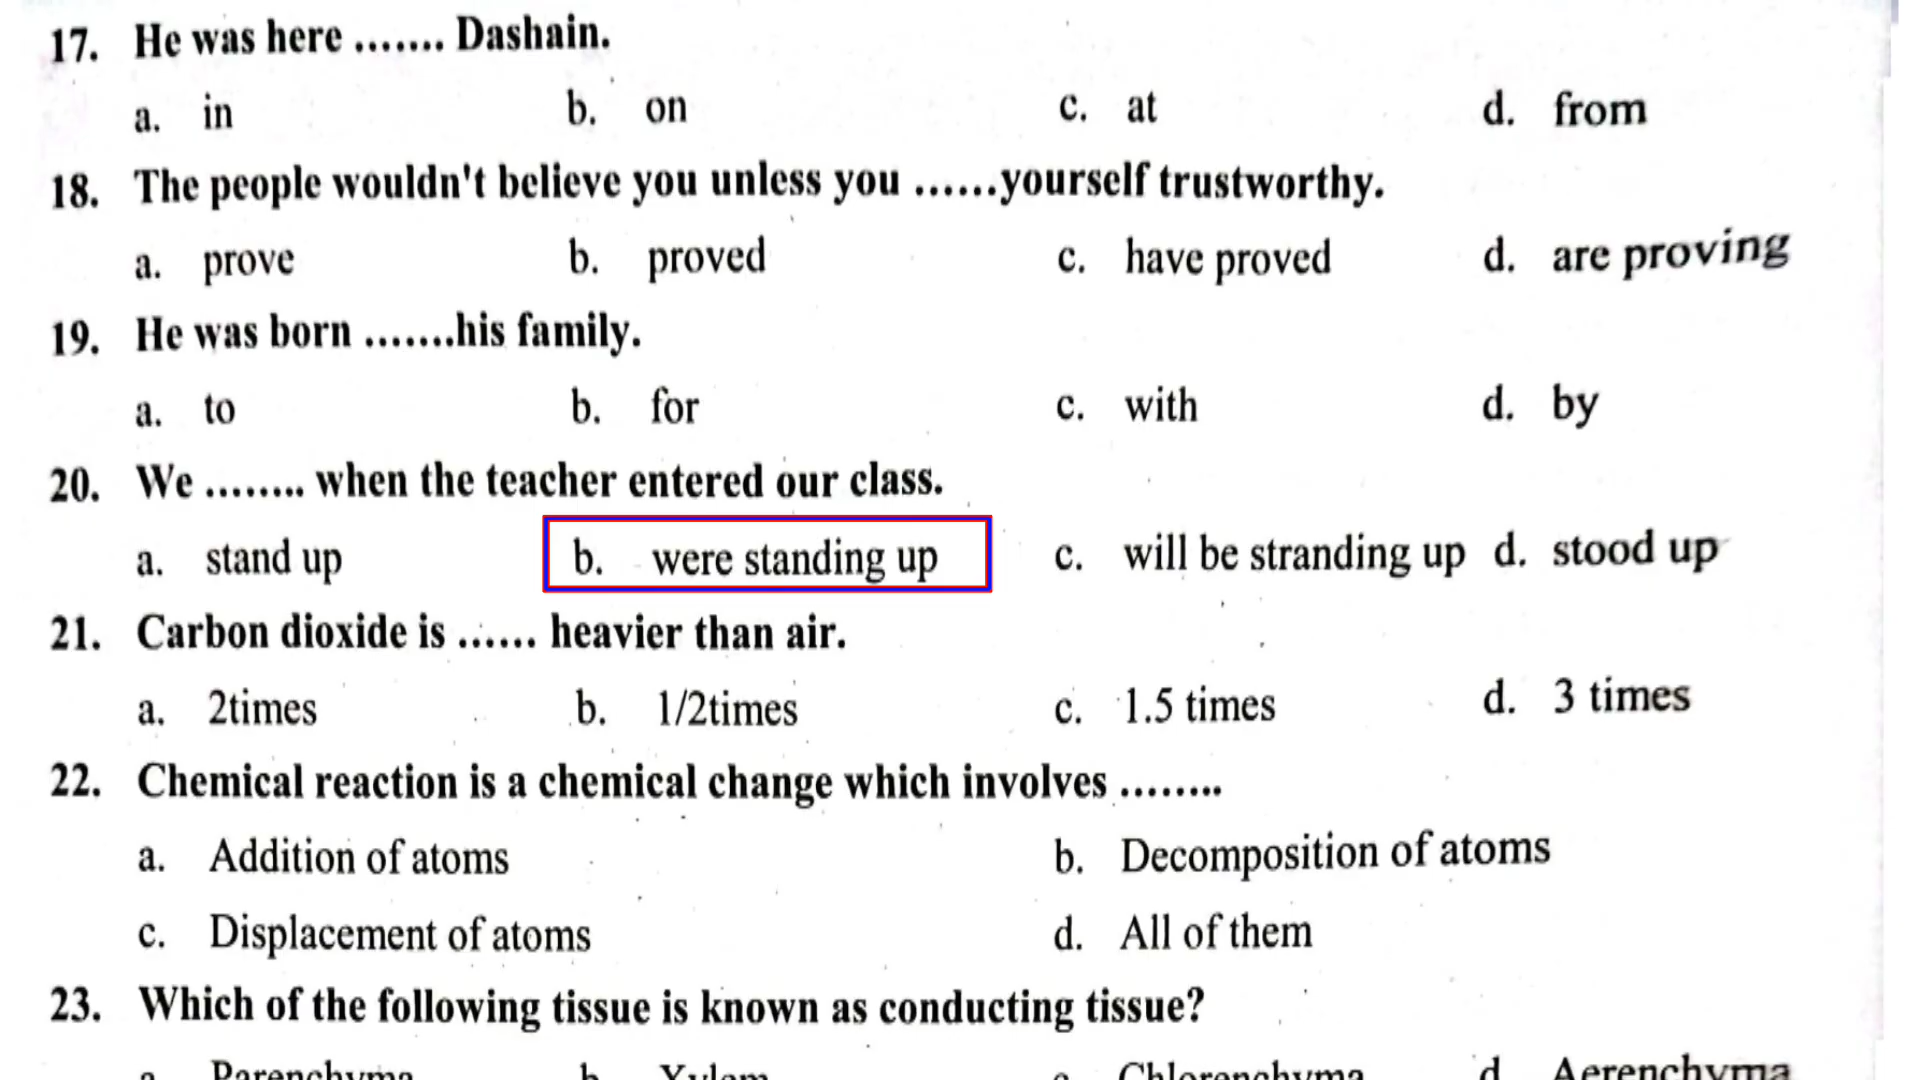 17. He was here ....... Dashain.
a. in b. on c. at d. from
18. The people wouldn't believe you unless you ......yourself trustworthy.
a. prove b. proved c. have proved d. are proving
19. He was born .......his family.
a. to b. for c. with d. by
20. We ........ when the teacher entered our class.
a. stand up b. were standing up c. will be stranding up d. stood up
21. Carbon dioxide is ...... heavier than air.
a. 2times b. 1/2times c. 1.5 times d. 3 times
22. Chemical reaction is a chemical change which involves ........
a. Addition of atoms b. Decomposition of atoms
c. Displacement of atoms d. All of them
23. Which of the following tissue is known as conducting tissue?
a Parenchyma b Xylem c Chlorenchyma d Aerenchyma